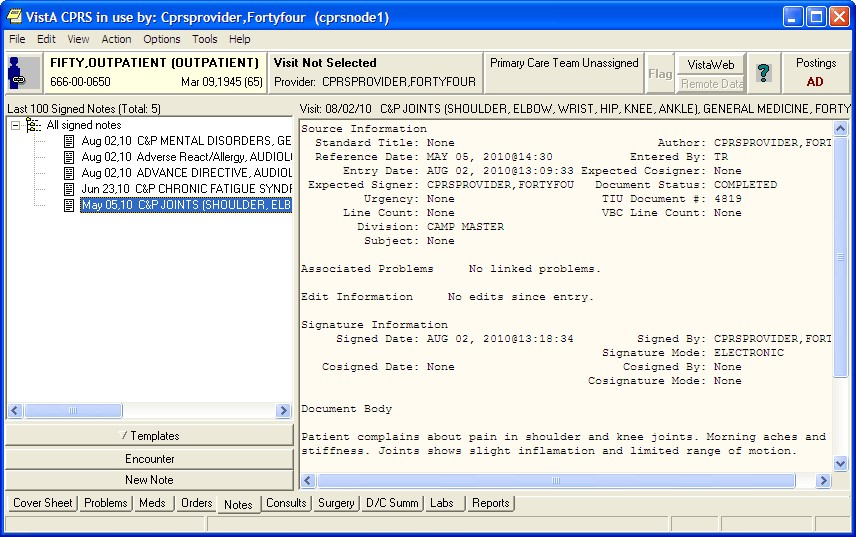 VistA CPRS in use by: Cprsprovider,Fortyfour (cprsnode1)
File Edit View Action Options Tools Help
FIFTY,OUTPATIENT (OUTPATIENT)
666-00-0650 Mar 09,1945 (65)
Visit Not Selected
Provider: CPRSPROVIDER,FORTYFOUR
Primary Care Team Unassigned
Flag
VistaWeb
Remote Data
?
Postings
AD
Last 100 Signed Notes (Total: 5)
All signed notes
Aug 02,10 C&P MENTAL DISORDERS, GE
Aug 02,10 Adverse React/Allergy, AUDIOL
Aug 02,10 ADVANCE DIRECTIVE, AUDIOL
Jun 23,10 C&P CHRONIC FATIGUE SYNDR
May 05,10 C&P JOINTS (SHOULDER, ELB
Templates
Encounter
New Note
Visit: 08/02/10 C&P JOINTS (SHOULDER, ELBOW, WRIST, HIP, KNEE, ANKLE), GENERAL MEDICINE, FORTY
Source Information
Standard Title: None Author: CPRSPROVIDER,FORT
Reference Date: MAY 05, 2010@14:30 Entered By: TR
Entry Date: AUG 02, 2010@13:09:33 Expected Cosigner: None
Expected Signer: CPRSPROVIDER,FORTYFOU Document Status: COMPLETED
Urgency: None TIU Document #: 4819
Line Count: None VBC Line Count: None
Division: CAMP MASTER
Subject: None
Associated Problems No linked problems.
Edit Information No edits since entry.
Signature Information
Signed Date: AUG 02, 2010@13:18:34 Signed By: CPRSPROVIDER,FORT
Signature Mode: ELECTRONIC
Cosigned Date: None Cosigned By: None
Cosignature Mode: None
Document Body
Patient complains about pain in shoulder and knee joints. Morning aches and
stiffness. Joints shows slight inflamation and limited range of motion.
Cover Sheet Problems Meds Orders Notes Consults Surgery D/C Summ Labs Reports